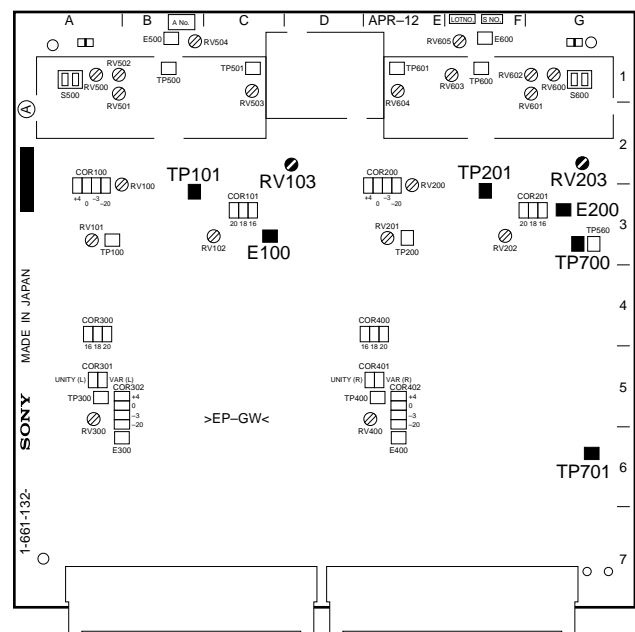 A B A No. C D APR–12 E LOTNO. S NO. F G
E500 RV504 RV605 E600
RV502 TP500 TP501 TP601 RV603 TP600 RV602 RV600
S500 RV500 RV501 RV503 RV604 RV601 S600
1
A
2
TP101 RV103 TP201 RV203
COR100 RV100 COR200 RV200
+4 0 –3 –20 +4 0 –3 –20
COR101 COR201 E200
20 18 16 20 18 16
3
RV101 TP100 RV102 E100 RV201 TP200 RV202 TP560
TP700
MADE IN JAPAN
4
COR300 COR400
16 18 20 16 18 20
COR301 COR401
UNITY (L) VAR (L) UNITY (R) VAR (R)
5
COR302 COR402
TP300 +4 0 –3 –20 TP400 +4 0 –3 –20
RV300 E300 >EP–GW< RV400 E400
SONY
TP701
6
1-661-132-
7